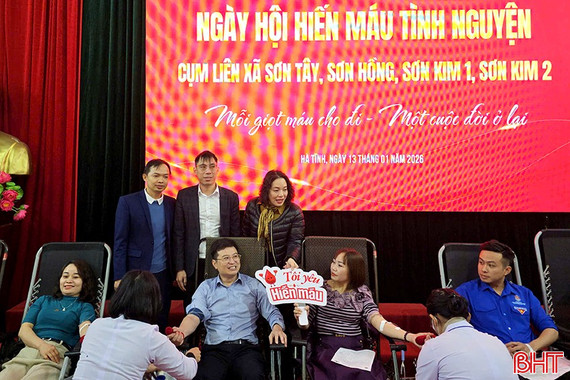 NGÀY HỘI HIẾN MÁU TÌNH NGUYỆN
CỤM LIÊN XÃ SƠN TÂY, SƠN HỒNG, SƠN KIM 1, SƠN KIM 2
Mỗi giọt máu cho đi - Một cuộc đời ở lại
HÀ TĨNH, NGÀY 13 THÁNG 01 NĂM 2026
Tôi yêu
Hiến máu
BHT